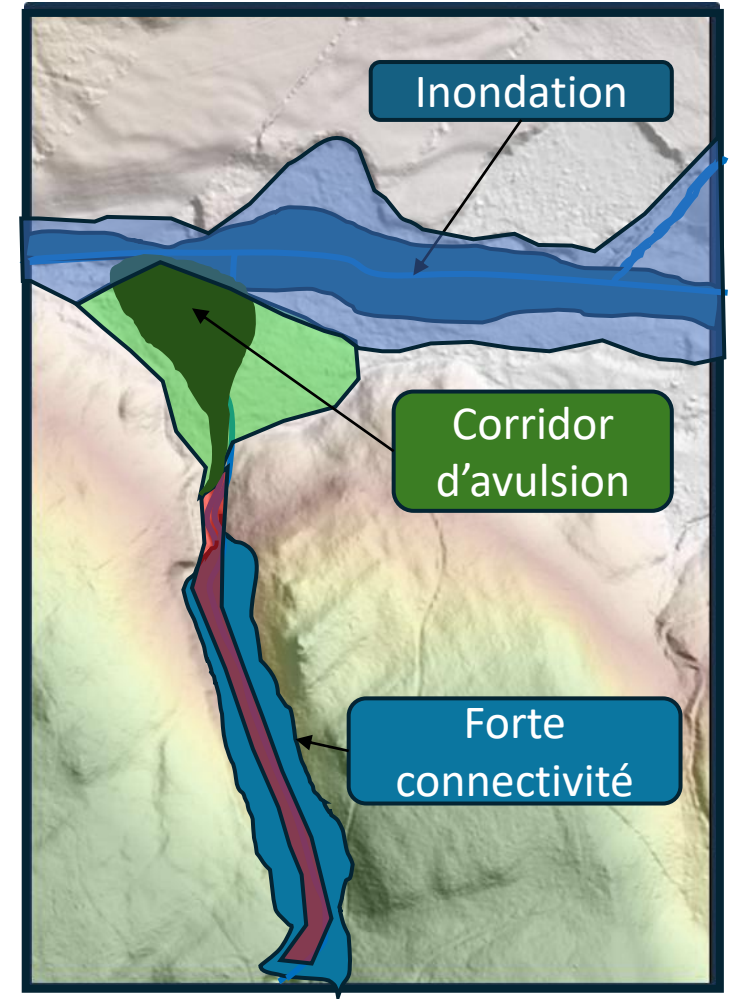 Inondation
Corridor
d’avulsion
Forte
connectivité